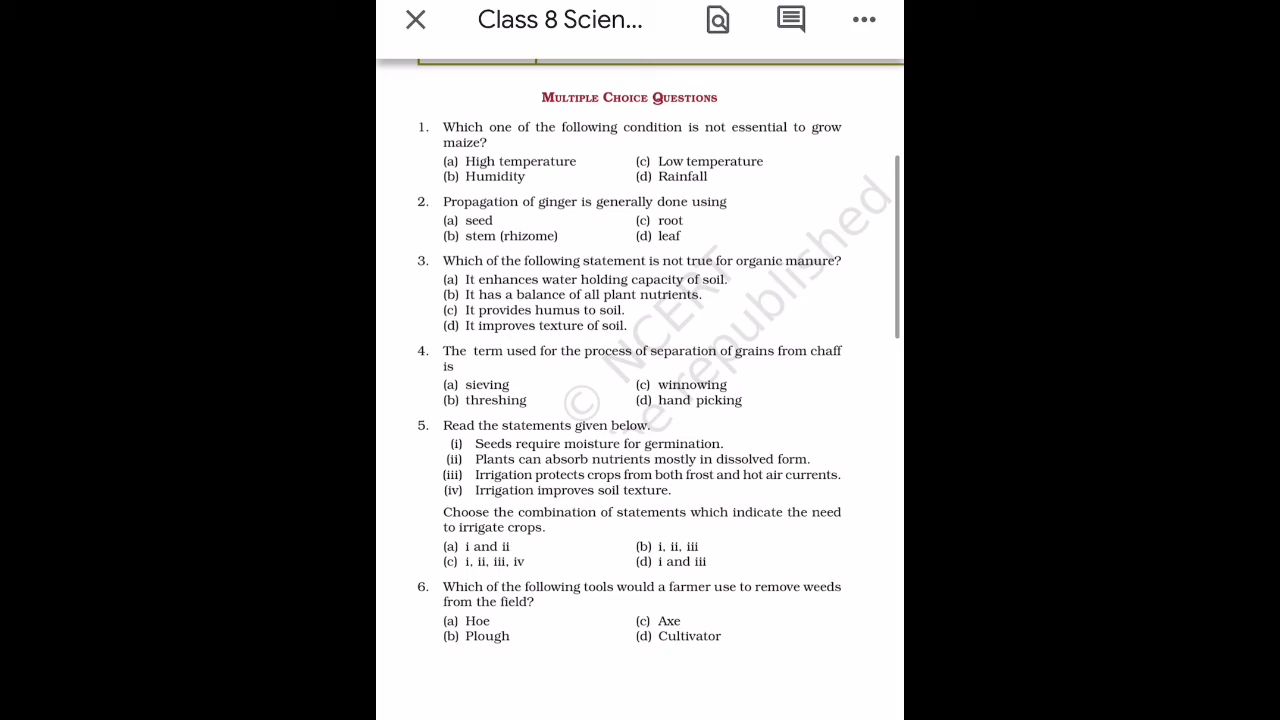 Class 8 Scien...
MULTIPLE CHOICE QUESTIONS
1. Which one of the following condition is not essential to grow
maize?
(a) High temperature (c) Low temperature
(b) Humidity (d) Rainfall
2. Propagation of ginger is generally done using
(a) seed (c) root
(b) stem (rhizome) (d) leaf
3. Which of the following statement is not true for organic manure?
(a) It enhances water holding capacity of soil.
(b) It has a balance of all plant nutrients.
(c) It provides humus to soil.
(d) It improves texture of soil.
4. The term used for the process of separation of grains from chaff
is
(a) sieving (c) winnowing
(b) threshing (d) hand picking
5. Read the statements given below.
(i) Seeds require moisture for germination.
(ii) Plants can absorb nutrients mostly in dissolved form.
(iii) Irrigation protects crops from both frost and hot air currents.
(iv) Irrigation improves soil texture.
Choose the combination of statements which indicate the need
to irrigate crops.
(a) i and ii (b) i, ii, iii
(c) i, ii, iii, iv (d) i and iii
6. Which of the following tools would a farmer use to remove weeds
from the field?
(a) Hoe (c) Axe
(b) Plough (d) Cultivator
© NCERT
republished